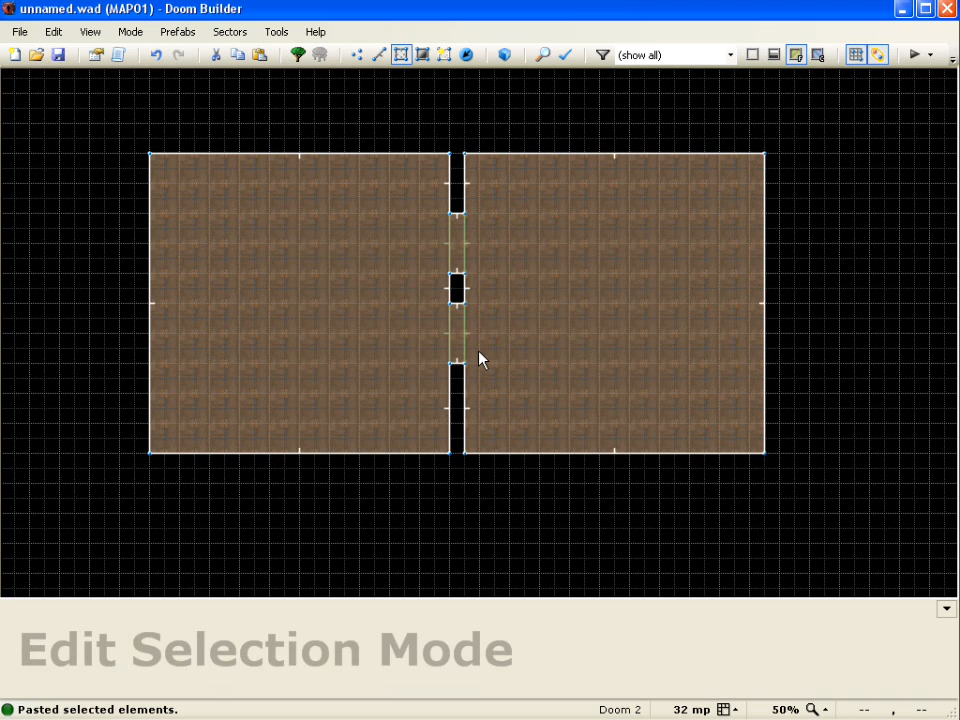 unnamed.wad (MAP01) - Doom Builder
File Edit View Mode Prefabs Sectors Tools Help
(show all)
Edit Selection Mode
Pasted selected elements. Doom 2 32 mp 50% -- , --